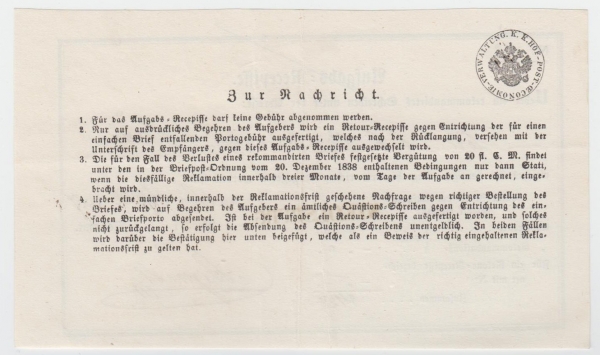 K. K. HOF-POST-OECONOMIE-VERWALTUNG.
Zur Nachricht.
1. Für das Aufgabs-Recepisse darf keine Gebühr abgenommen werden.
2. Nur auf ausdrückliches Begehren des Aufgebers wird ein Retour-Recepisse gegen Entrichtung der für einen
einfachen Brief entfallenden Portogebühr ausgefertigt, welches nach der Rücklangung, versehen mit der
Unterschrift des Empfängers, gegen dieses Aufgabs-Recepisse ausgewechselt wird.
3. Die für den Fall des Verlustes eines rekommandirten Briefes festgesetzte Vergütung von 20 fl. C. M. findet
unter den in der Briefpost-Ordnung vom 20. Dezember 1838 enthaltenen Bedingungen nur dann Statt,
wenn die diesfällige Reklamation innerhalb dreier Monate, vom Tage der Aufgabe an gerechnet, einge-
bracht wird.
4. Ueber eine, mündliche, innerhalb der Reklamationsfrist geschehene Nachfrage wegen richtiger Bestellung des
Briefes, wird auf Begehren des Aufgebers ein ämtliches Quästions-Schreiben gegen Entrichtung des ein-
fachen Briefporto abgesendet. Ist bei der Aufgabe ein Retour-Recepisse ausgefertigt worden, und solches
nicht zurückgelangt, so erfolgt die Absendung des Quästions-Schreibens unentgeldlich. In beiden Fällen
wird darüber die Bestätigung hier unten beigefügt, welche als ein Beweis der richtig eingehaltenen Rekla-
mationsfrist zu gelten hat.